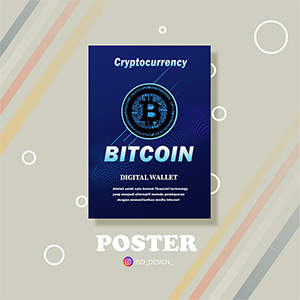 Cryptocurrency
BITCOIN
DIGITAL WALLET
Adalah salah satu bentuk financial technology
yang menjadi alternatif metode pembayaran
dengan memanfaatkan media internet
POSTER
JSD_DESIGN_